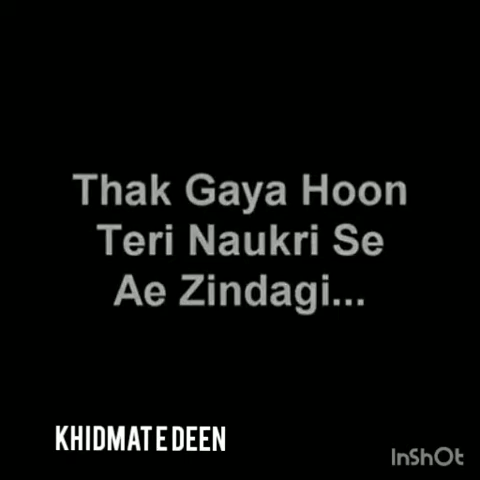 Thak Gaya Hoon
Teri Naukri Se
Ae Zindagi...
KHIDMAT E DEEN
InShOt